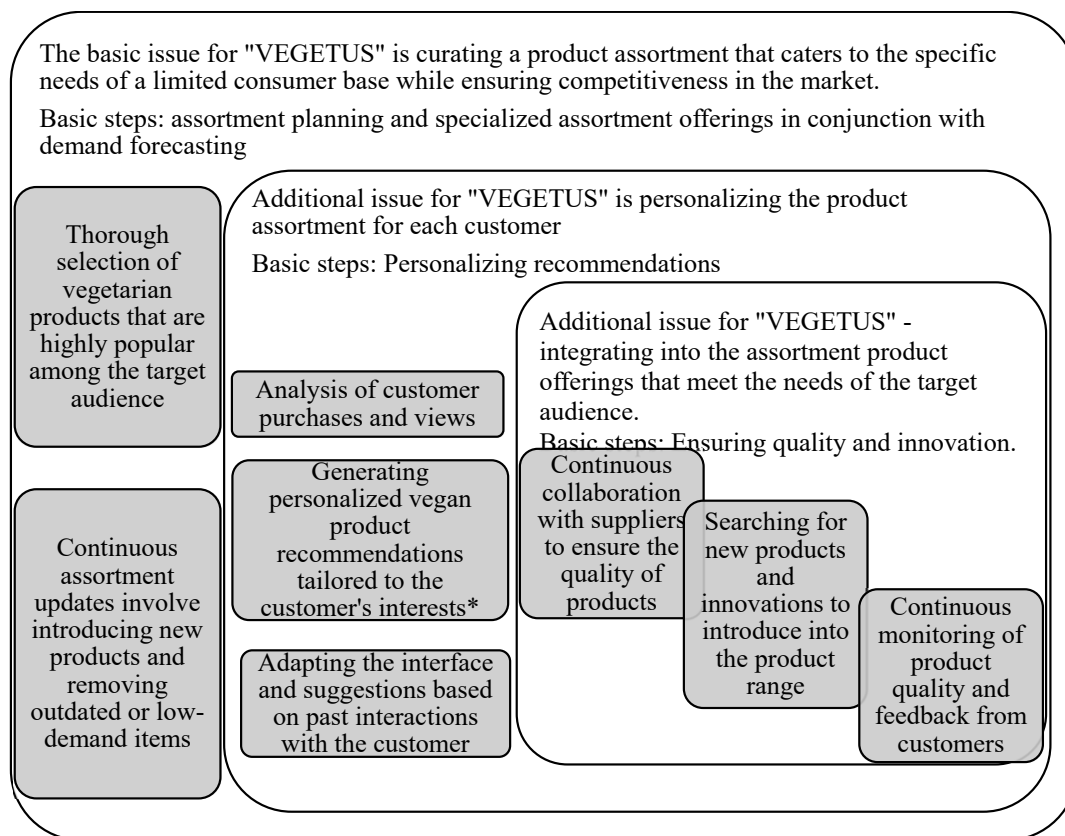 The basic issue for "VEGETUS" is curating a product assortment that caters to the specific
needs of a limited consumer base while ensuring competitiveness in the market.
Basic steps: assortment planning and specialized assortment offerings in conjunction with
demand forecasting
Thorough
selection of
vegetarian
products that are
highly popular
among the target
audience
Continuous
assortment
updates involve
introducing new
products and
removing
outdated or low-
demand items
Additional issue for "VEGETUS" is personalizing the product
assortment for each customer
Basic steps: Personalizing recommendations
Analysis of customer
purchases and views
Generating
personalized vegan
product
recommendations
tailored to the
customer's interests*
Adapting the interface
and suggestions based
on past interactions
with the customer
Additional issue for "VEGETUS" -
integrating into the assortment product
offerings that meet the needs of the target
audience.
Basic steps: Ensuring quality and innovation.
Continuous
collaboration
with suppliers
to ensure the
quality of
products
Searching for
new products
and
innovations to
introduce into
the product
range
Continuous
monitoring of
product
quality and
feedback from
customers